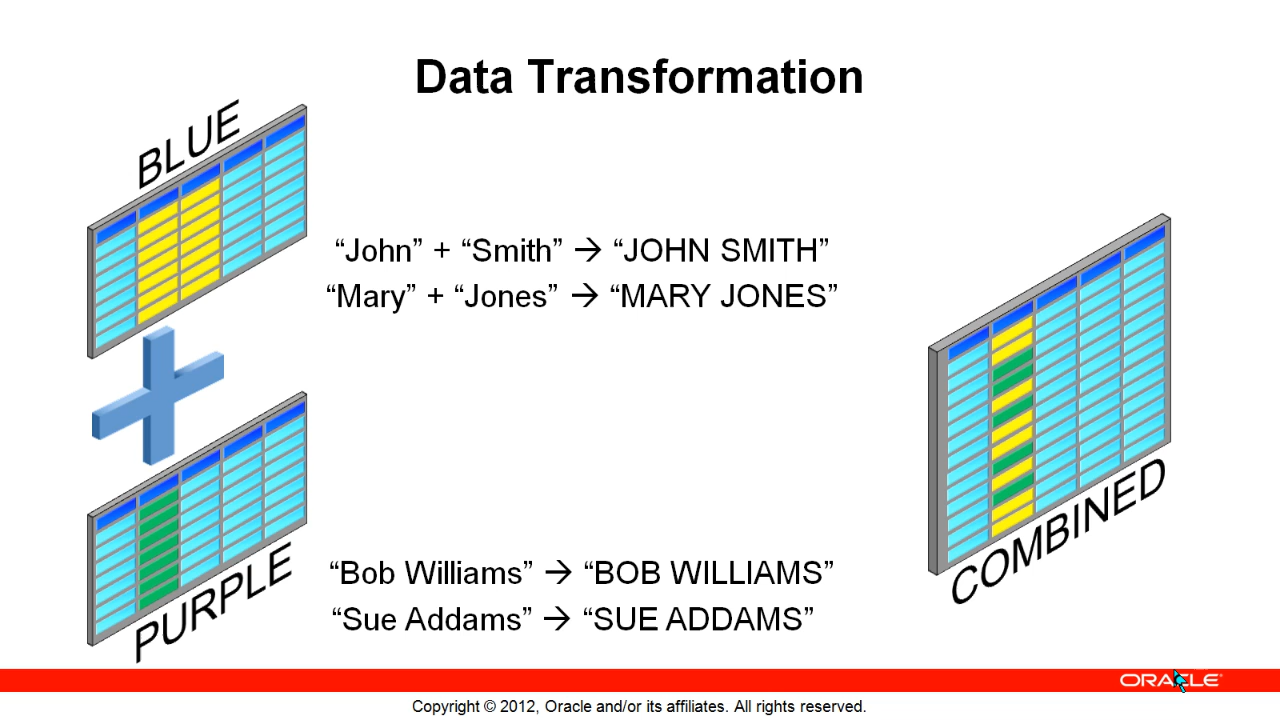 Data Transformation
BLUE
“John” + “Smith” → “JOHN SMITH”
“Mary” + “Jones” → “MARY JONES”
PURPLE
“Bob Williams” → “BOB WILLIAMS”
“Sue Addams” → “SUE ADDAMS”
COMBINED
ORACLE
Copyright © 2012, Oracle and/or its affiliates. All rights reserved.